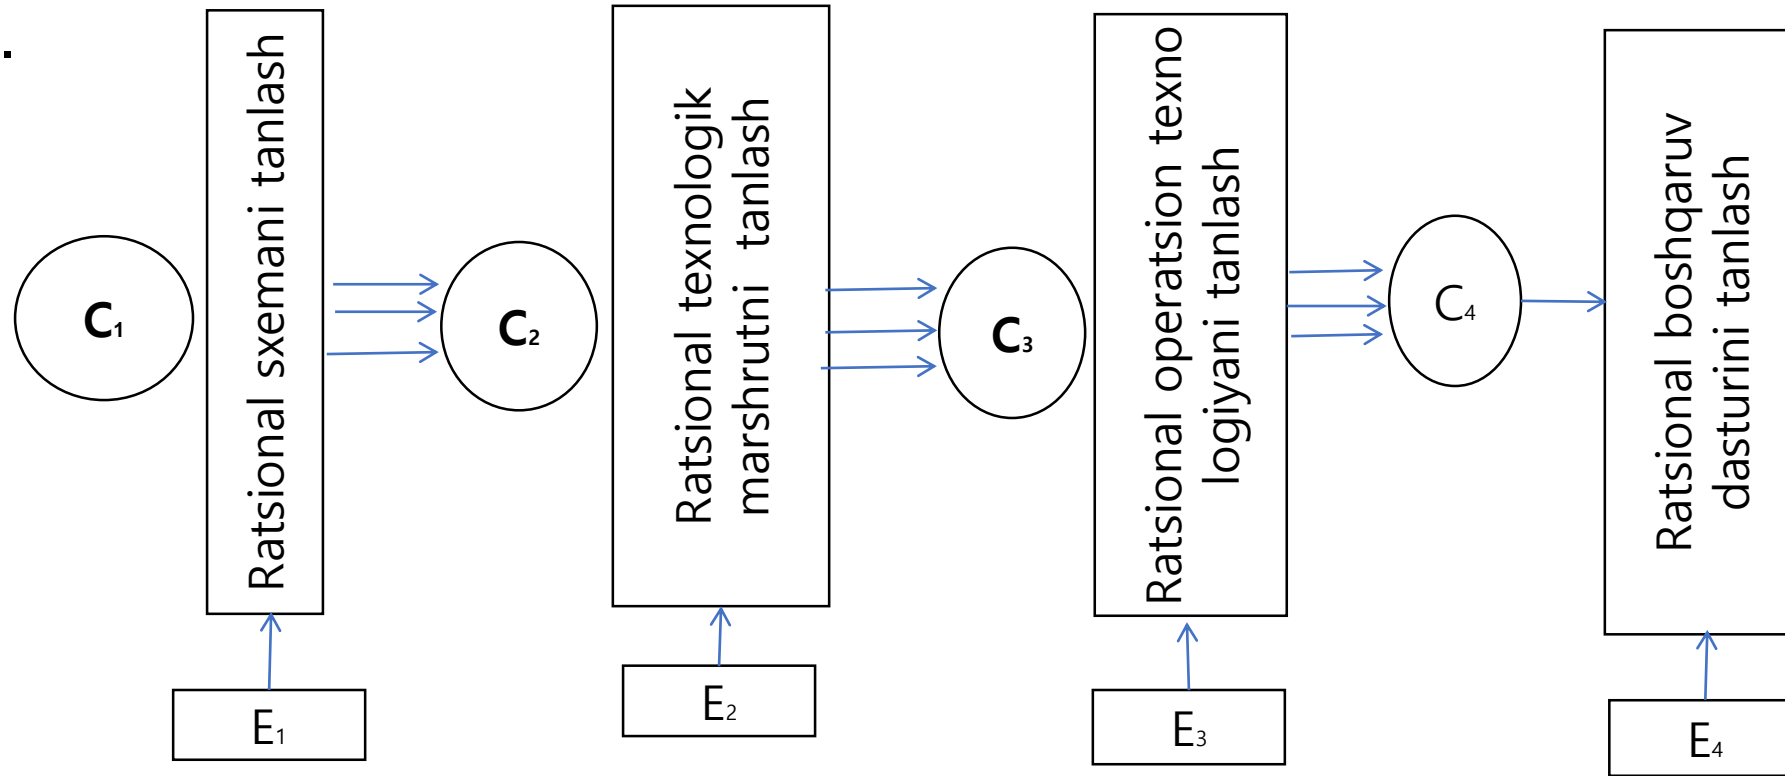 .
C₁
Ratsional sxemani tanlash
E₁
C₂
Ratsional texnologik
marshrutni tanlash
E₂
C₃
Ratsional operatsion texno
logiyani tanlash
E₃
C₄
Ratsional boshqaruv
dasturini tanlash
E₄